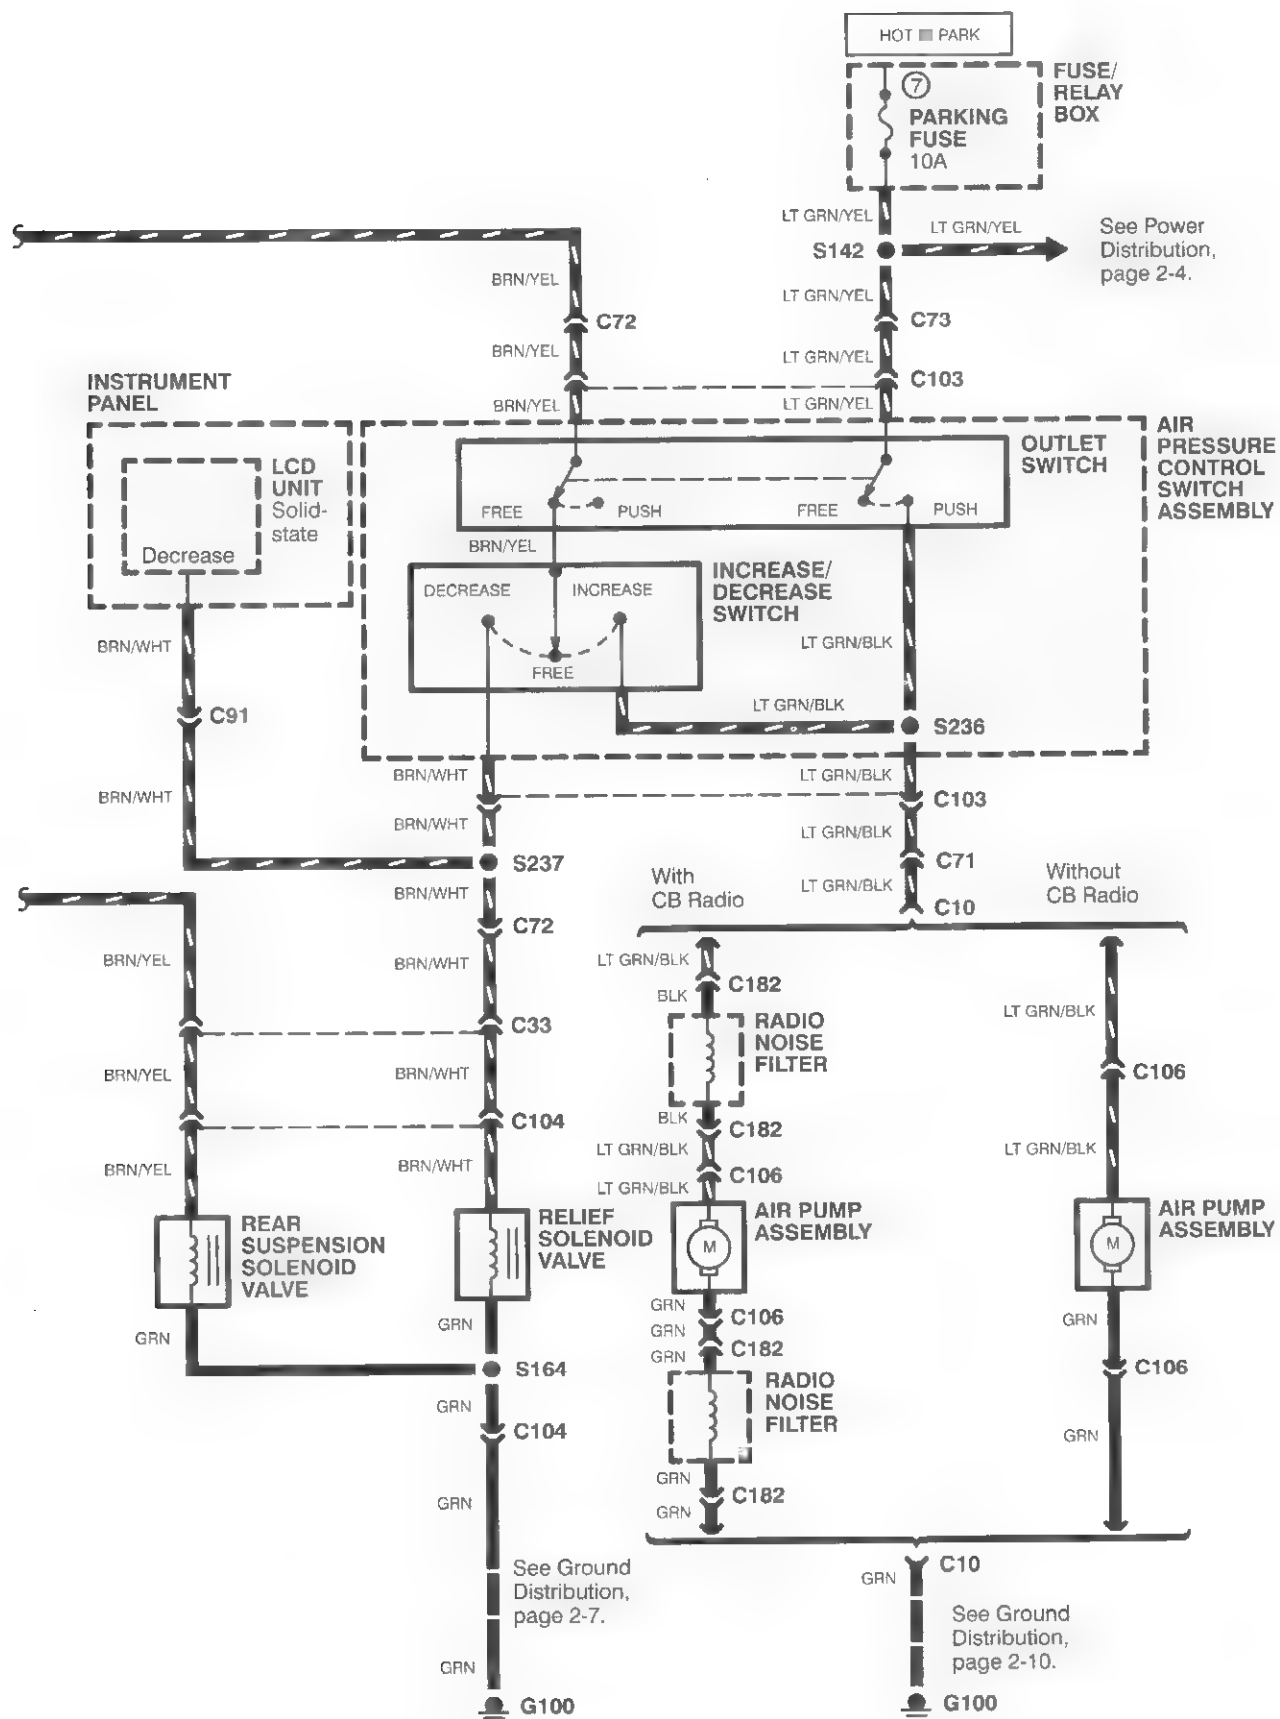 HOT PARK
7
PARKING
FUSE
10A
FUSE/
RELAY
BOX
LT GRN/YEL
LT GRN/YEL
S142
See Power
Distribution,
page 2-4.
BRN/YEL
LT GRN/YEL
C72
C73
BRN/YEL
LT GRN/YEL
C103
BRN/YEL
LT GRN/YEL
INSTRUMENT
PANEL
LCD
UNIT
Solid-
state
Decrease
OUTLET
SWITCH
AIR
PRESSURE
CONTROL
SWITCH
ASSEMBLY
FREE
PUSH
FREE
PUSH
BRN/YEL
DECREASE
INCREASE
FREE
INCREASE/
DECREASE
SWITCH
LT GRN/BLK
LT GRN/BLK
S236
BRN/WHT
C91
BRN/WHT
BRN/WHT
LT GRN/BLK
C103
BRN/WHT
LT GRN/BLK
S237
C71
BRN/WHT
LT GRN/BLK
C10
With
CB Radio
Without
CB Radio
C72
BRN/YEL
BRN/WHT
LT GRN/BLK
C182
BLK
RADIO
NOISE
FILTER
LT GRN/BLK
C33
BRN/YEL
BRN/WHT
C106
BLK
C182
C104
LT GRN/BLK
C106
LT GRN/BLK
LT GRN/BLK
BRN/YEL
BRN/WHT
REAR
SUSPENSION
SOLENOID
VALVE
RELIEF
SOLENOID
VALVE
AIR PUMP
ASSEMBLY
M
AIR PUMP
ASSEMBLY
M
GRN
GRN
S164
GRN
C106
GRN
C182
GRN
GRN
C106
GRN
C104
RADIO
NOISE
FILTER
GRN
GRN
GRN
C182
GRN
See Ground
Distribution,
page 2-7.
GRN
C10
See Ground
Distribution,
page 2-10.
GRN
G100
G100